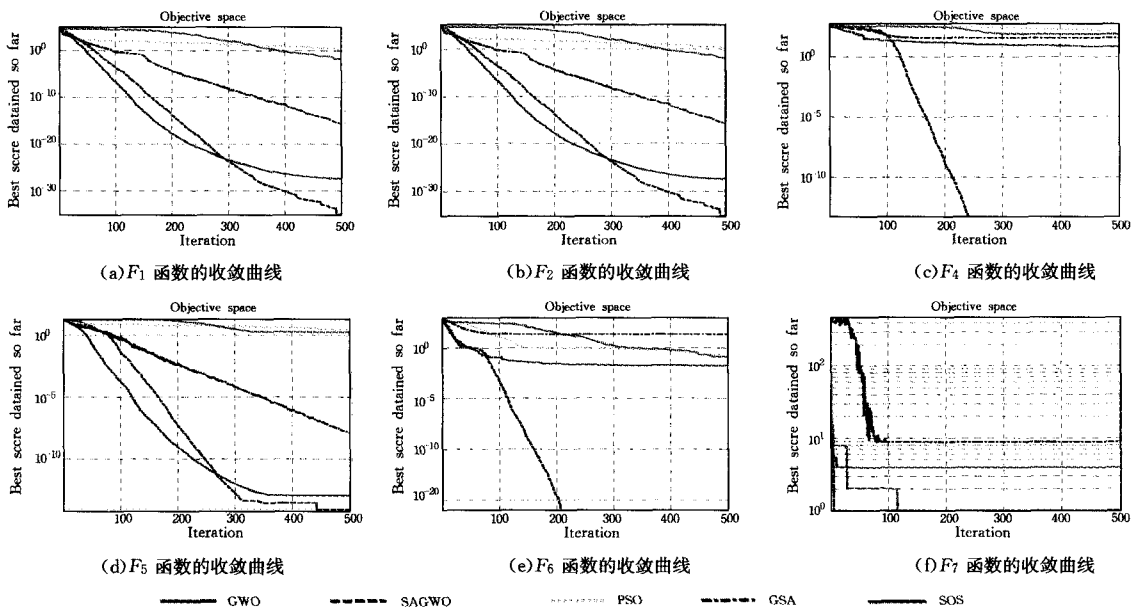 Objective space
10^0
10^-10
10^-20
10^-30
Best sccre datained so far
100 200 300 400 500
Iteration
(a)F1 函数的收敛曲线
Objective space
10^0
10^-10
10^-20
10^-30
Best sccre datained so far
100 200 300 400 500
Iteration
(b)F2 函数的收敛曲线
Objective space
10^0
10^-5
10^-10
Best sccre datained so far
100 200 300 400 500
Iteration
(c)F4 函数的收敛曲线
Objective space
10^0
10^-5
10^-10
Best sccre datained so far
100 200 300 400 500
Iteration
(d)F5 函数的收敛曲线
Objective space
10^0
10^-5
10^-10
10^-20
Best sccre datained so far
100 200 300 400 500
Iteration
(e)F6 函数的收敛曲线
Objective space
10^2
10^1
10^0
Best sccre datained so far
100 200 300 400 500
Iteration
(f)F7 函数的收敛曲线
GWO SAGWO PSO GSA SOS